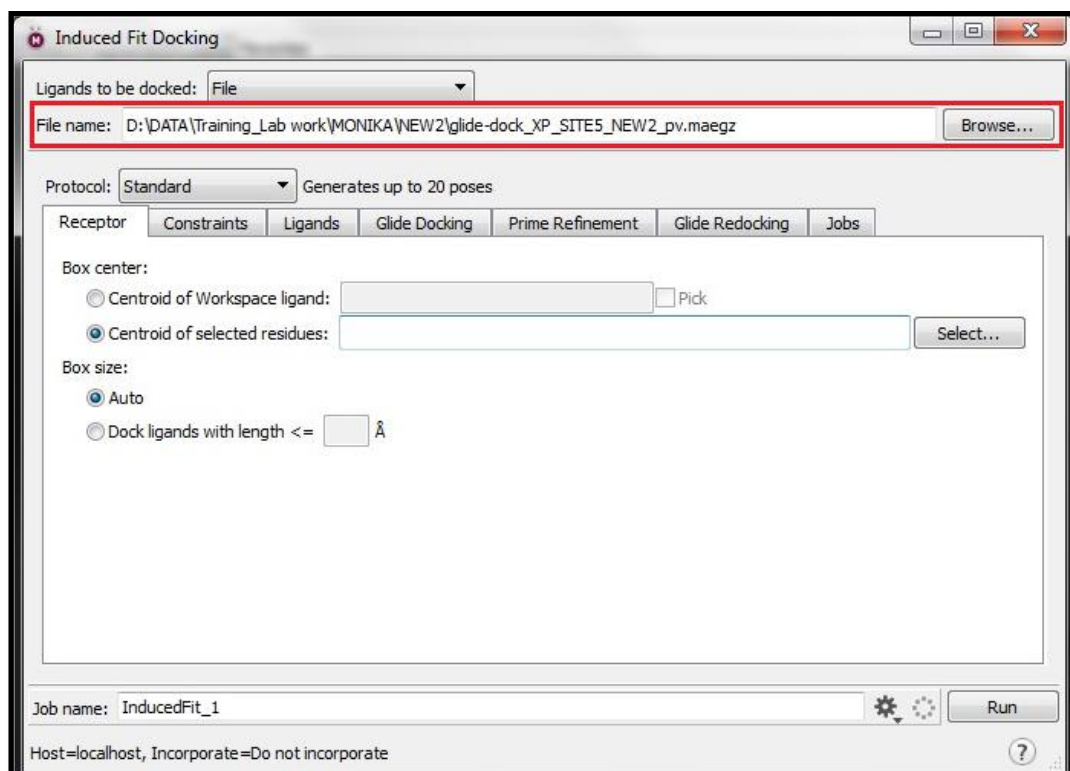 Induced Fit Docking
Ligands to be docked: File
File name: D:\DATA\Training_Lab work\MONIKA\NEW2\glide-dock_XP_SITE5_NEW2_pv.maegz Browse...
Protocol: Standard Generates up to 20 poses
Receptor Constraints Ligands Glide Docking Prime Refinement Glide Redocking Jobs
Box center:
Centroid of Workspace ligand: Pick
Centroid of selected residues: Select...
Box size:
Auto
Dock ligands with length <= Å
Job name: InducedFit_1 Run
Host=localhost, Incorporate=Do not incorporate ?